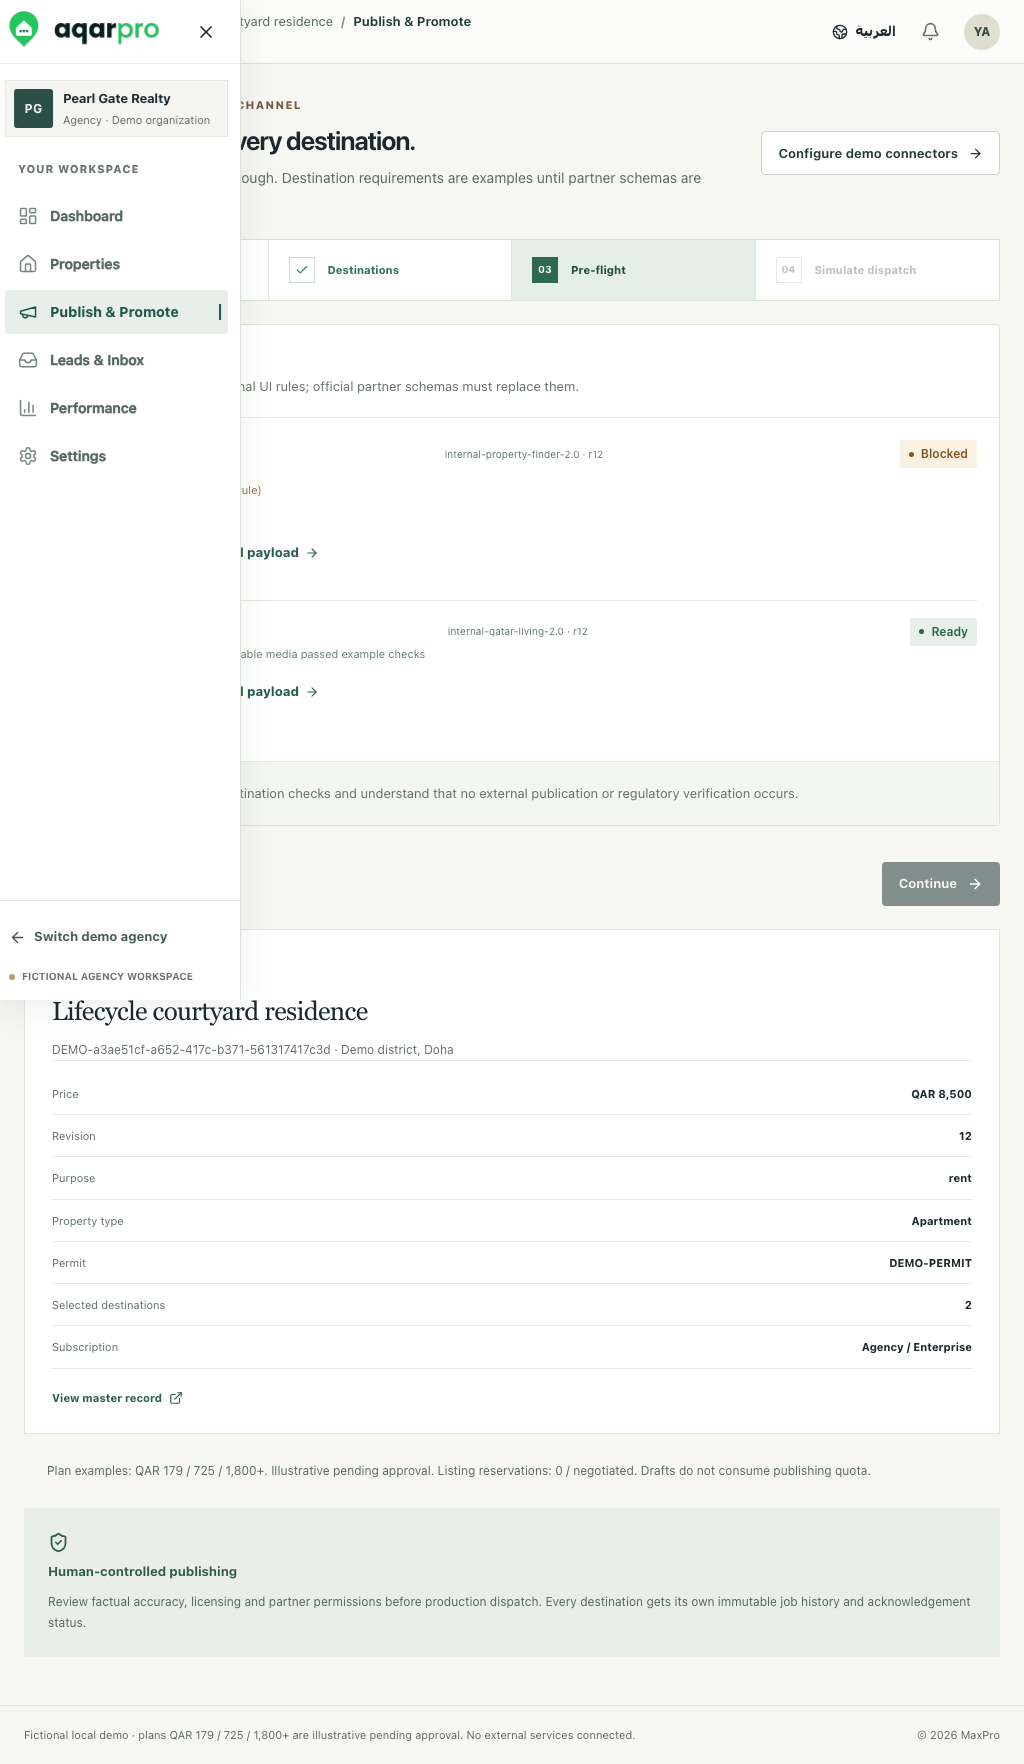 aqarpro
PG
Pearl Gate Realty
Agency · Demo organization
YOUR WORKSPACE
Dashboard
Properties
Publish & Promote
Leads & Inbox
Performance
Settings
Switch demo agency
FICTIONAL AGENCY WORKSPACE
residence / Publish & Promote
العربية
YA
CHANNEL
every destination.
Configure demo connectors
Destination requirements are examples until partner schemas are
Destinations
03 Pre-flight
04 Simulate dispatch
UI rules; official partner schemas must replace them.
internal-property-finder-2.0 · r12
Blocked
rule)
payload
internal-qatar-living-2.0 · r12
Ready
media passed example checks
payload
checks and understand that no external publication or regulatory verification occurs.
Continue
Lifecycle courtyard residence
DEMO-a3ae51cf-a652-417c-b371-561317417c3d · Demo district, Doha
Price QAR 8,500
Revision 12
Purpose rent
Property type Apartment
Permit DEMO-PERMIT
Selected destinations 2
Subscription Agency / Enterprise
View master record
Plan examples: QAR 179 / 725 / 1,800+. Illustrative pending approval. Listing reservations: 0 / negotiated. Drafts do not consume publishing quota.
Human-controlled publishing
Review factual accuracy, licensing and partner permissions before production dispatch. Every destination gets its own immutable job history and acknowledgement
status.
Fictional local demo · plans QAR 179 / 725 / 1,800+ are illustrative pending approval. No external services connected.
© 2026 MaxPro